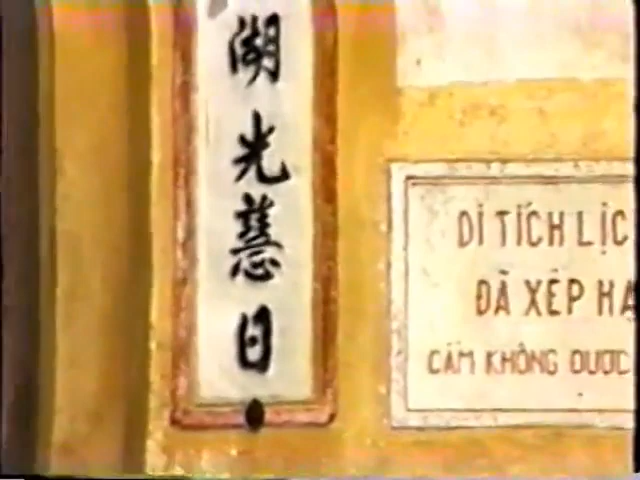 湖光慧日
DI TÍCH LỊC
ĐÃ XẾP HẠ
CẤM KHÔNG ĐƯỢC